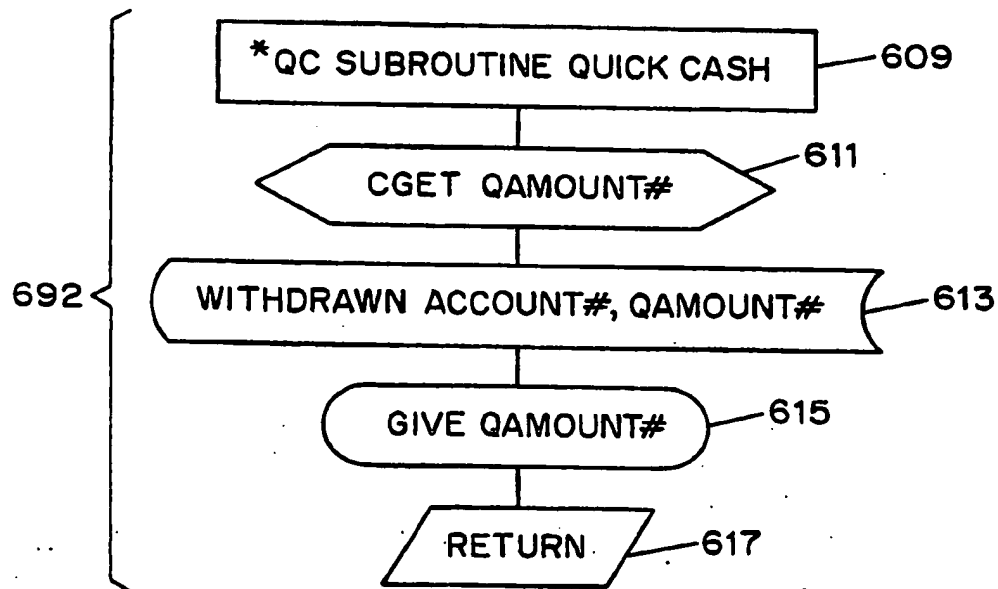 *QC SUBROUTINE QUICK CASH
609
CGET QAMOUNT#
611
692
WITHDRAWN ACCOUNT#, QAMOUNT#
613
GIVE QAMOUNT#
615
RETURN
617